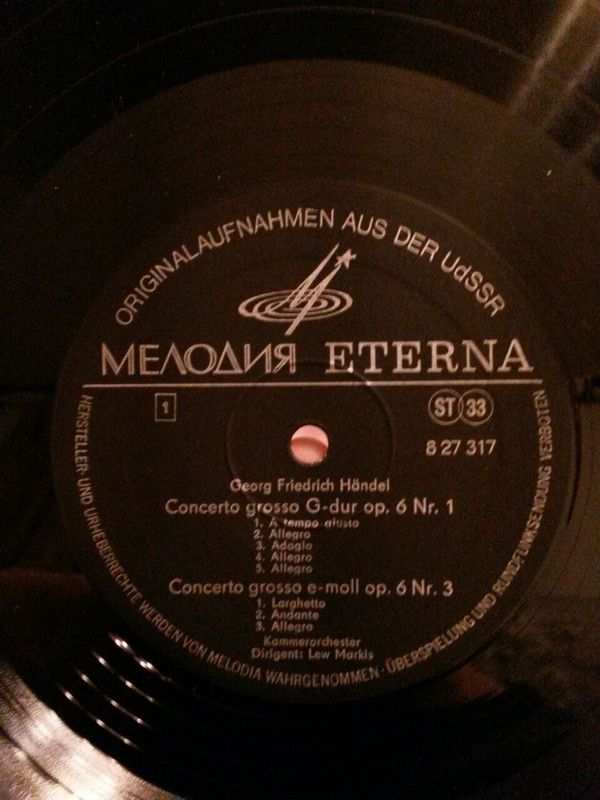 ORIGINALAUFNAHMEN AUS DER UdSSR
МЕЛОДИЯ ETERNA
1
ST 33
8 27 317
Georg Friedrich Händel
Concerto grosso G-dur op. 6 Nr. 1
1. A tempo giusto
2. Allegro
3. Adagio
4. Allegro
5. Allegro
Concerto grosso e-moll op. 6 Nr. 3
1. Larghetto
2. Andante
3. Allegro
Kammerorchester
Dirigent: Lew Markis
HERSTELLER- UND URHEBERRECHTE WERDEN VON MELODIA WAHRGENOMMEN · ÜBERSPIELUNG UND RUNDFUNKSENDUNG VERBOTEN